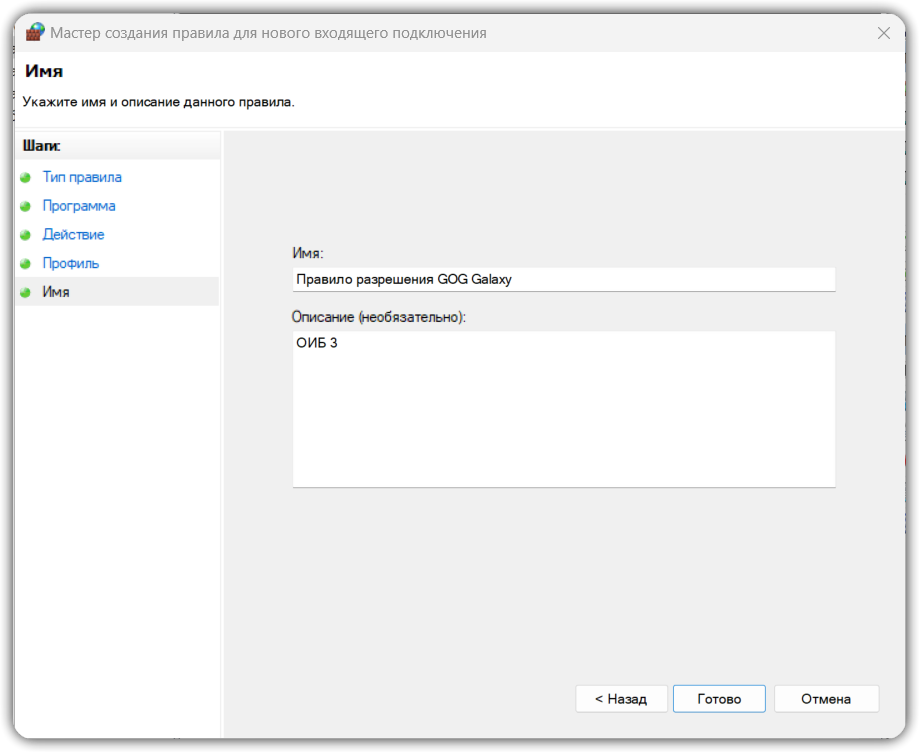 Мастер создания правила для нового входящего подключения
Имя
Укажите имя и описание данного правила.
Шаги:
Тип правила
Программа
Действие
Профиль
Имя
Имя:
Правило разрешения GOG Galaxy
Описание (необязательно):
ОИБ 3
< Назад
Готово
Отмена